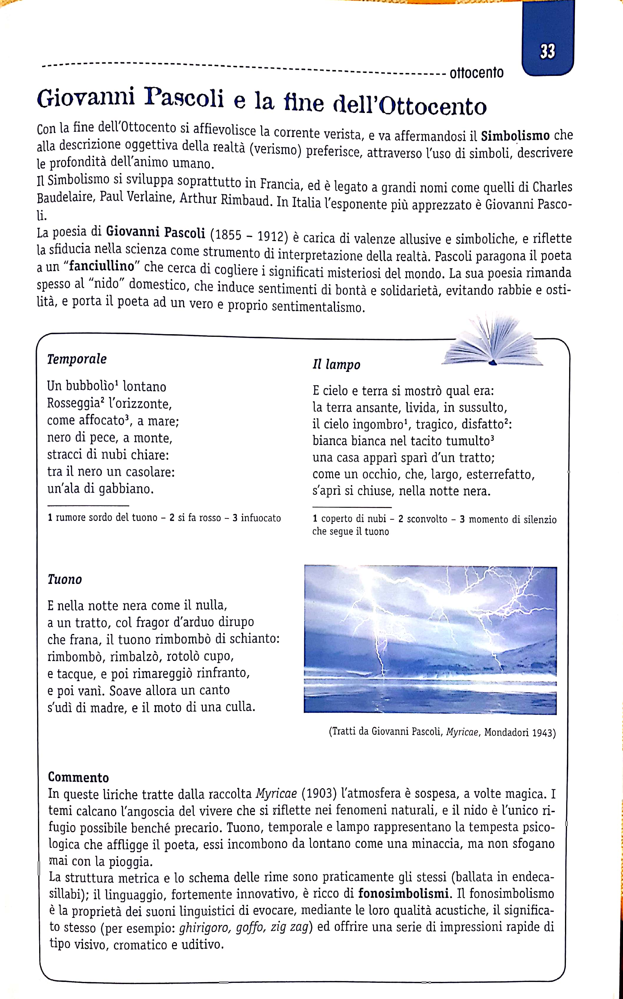 33
ottocento
Giovanni Pascoli e la fine dell'Ottocento
Con la fine dell'Ottocento si affievolisce la corrente verista, e va affermandosi il Simbolismo che
alla descrizione oggettiva della realtà (verismo) preferisce, attraverso l'uso di simboli, descrivere
le profondità dell'animo umano.
Il Simbolismo si sviluppa soprattutto in Francia, ed è legato a grandi nomi come quelli di Charles
Baudelaire, Paul Verlaine, Arthur Rimbaud. In Italia l'esponente più apprezzato è Giovanni Pasco-
li.
La poesia di Giovanni Pascoli (1855 – 1912) è carica di valenze allusive e simboliche, e riflette
la sfiducia nella scienza come strumento di interpretazione della realtà. Pascoli paragona il poeta
a un "fanciullino" che cerca di cogliere i significati misteriosi del mondo. La sua poesia rimanda
spesso al "nido" domestico, che induce sentimenti di bontà e solidarietà, evitando rabbie e osti-
lità, e porta il poeta ad un vero e proprio sentimentalismo.
Temporale
Un bubbolìo¹ lontano
Rosseggia² l'orizzonte,
come affocato³, a mare;
nero di pece, a monte,
stracci di nubi chiare:
tra il nero un casolare:
un'ala di gabbiano.
1 rumore sordo del tuono – 2 si fa rosso – 3 infuocato
Il lampo
E cielo e terra si mostrò qual era:
la terra ansante, livida, in sussulto,
il cielo ingombro¹, tragico, disfatto²:
bianca bianca nel tacito tumulto³
una casa apparì sparì d'un tratto;
come un occhio, che, largo, esterrefatto,
s'aprì si chiuse, nella notte nera.
1 coperto di nubi – 2 sconvolto – 3 momento di silenzio
che segue il tuono
Tuono
E nella notte nera come il nulla,
a un tratto, col fragor d'arduo dirupo
che frana, il tuono rimbombò di schianto:
rimbombò, rimbalzò, rotolò cupo,
e tacque, e poi rimareggiò rinfranto,
e poi vanì. Soave allora un canto
s'udì di madre, e il moto di una culla.
(Tratti da Giovanni Pascoli, Myricae, Mondadori 1943)
Commento
In queste liriche tratte dalla raccolta Myricae (1903) l'atmosfera è sospesa, a volte magica. I
temi calcano l'angoscia del vivere che si riflette nei fenomeni naturali, e il nido è l'unico ri-
fugio possibile benché precario. Tuono, temporale e lampo rappresentano la tempesta psico-
logica che affligge il poeta, essi incombono da lontano come una minaccia, ma non sfogano
mai con la pioggia.
La struttura metrica e lo schema delle rime sono praticamente gli stessi (ballata in endeca-
sillabi); il linguaggio, fortemente innovativo, è ricco di fonosimbolismi. Il fonosimbolismo
è la proprietà dei suoni linguistici di evocare, mediante le loro qualità acustiche, il significa-
to stesso (per esempio: ghirigoro, goffo, zig zag) ed offrire una serie di impressioni rapide di
tipo visivo, cromatico e uditivo.